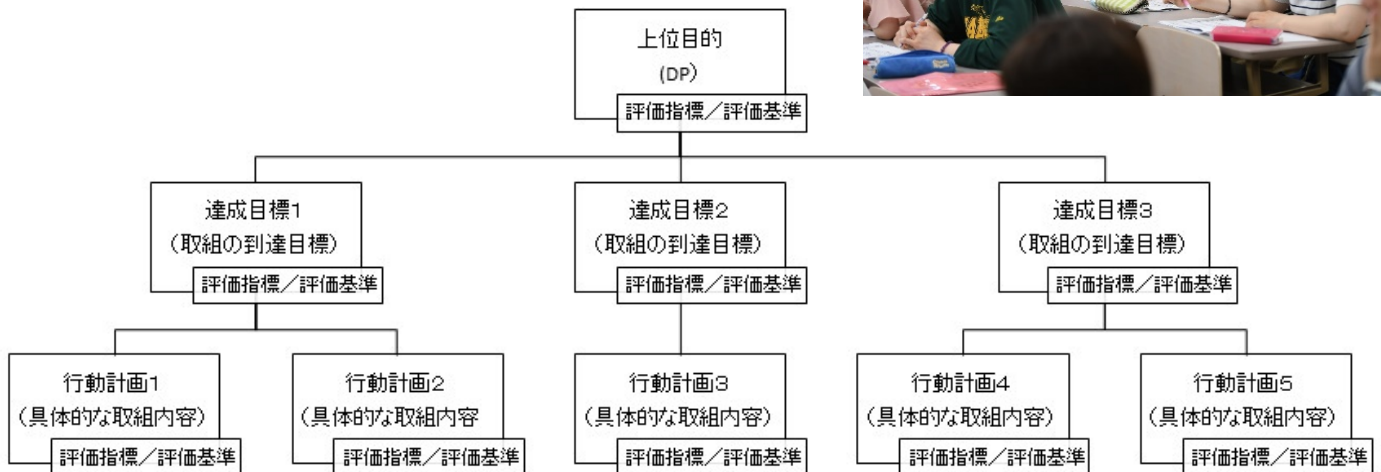 上位目的
(DP)
評価指標／評価基準
達成目標1
(取組の到達目標)
評価指標／評価基準
達成目標2
(取組の到達目標)
評価指標／評価基準
達成目標3
(取組の到達目標)
評価指標／評価基準
行動計画1
(具体的な取組内容)
評価指標／評価基準
行動計画2
(具体的な取組内容
評価指標／評価基準
行動計画3
(具体的な取組内容)
評価指標／評価基準
行動計画4
(具体的な取組内容)
評価指標／評価基準
行動計画5
(具体的な取組内容)
評価指標／評価基準